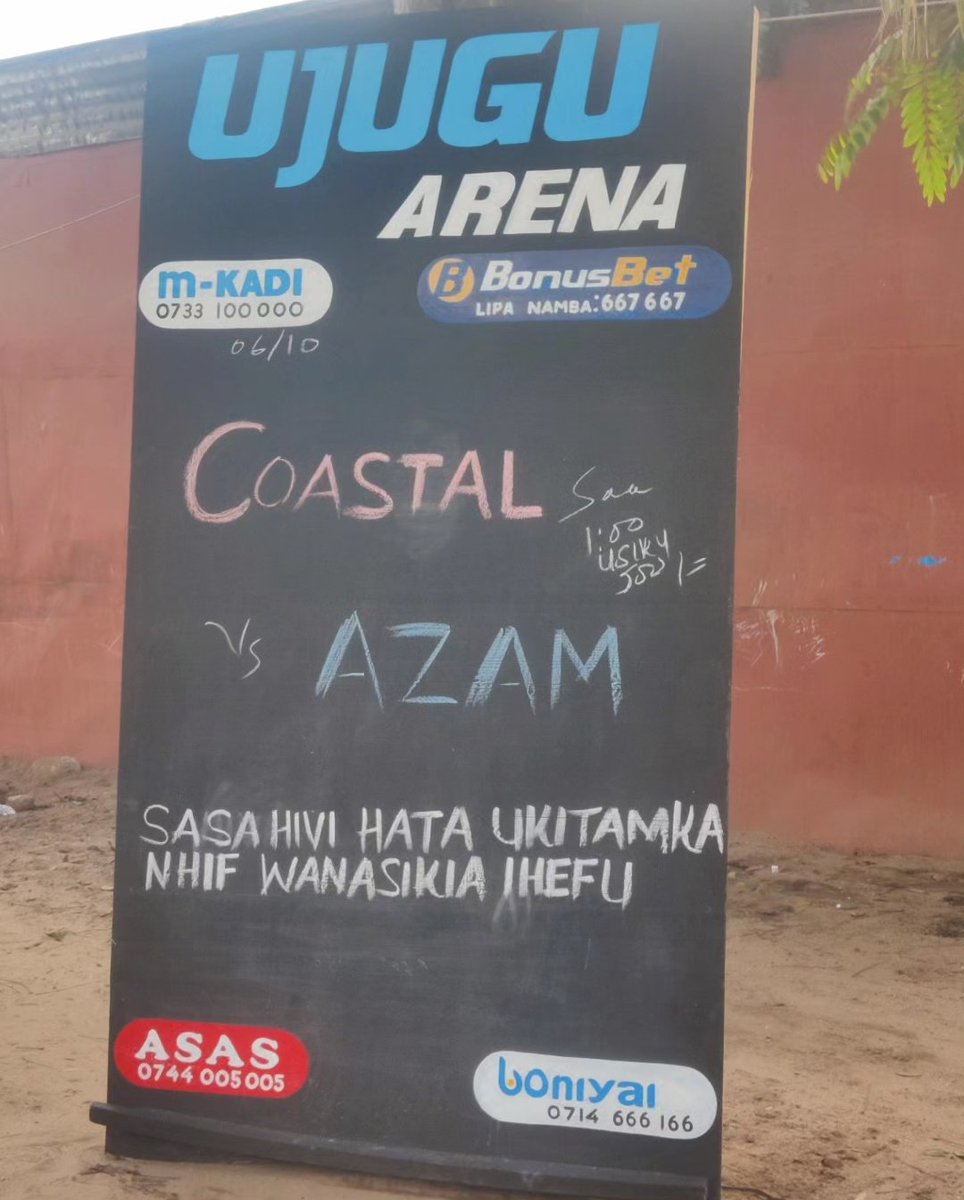 UJUGU
ARENA
m-KADI
0733 100 000
BonusBet
LIPA NAMBA: 667 667
06/10
COASTAL
Saa
1:00
USIKU
500/=
Vs
AZAM
SASA HIVI HATA UKITAMKA
NHIF WANASIKIA IHEFU
ASAS
0744 005 005
boniyai
0714 666 166